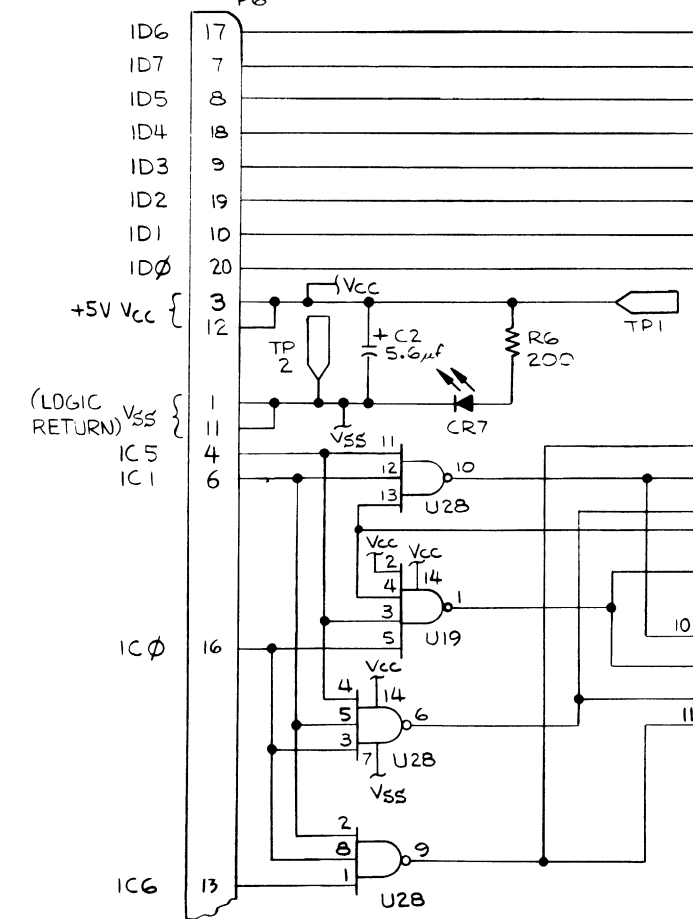 ID6 17
ID7 7
ID5 8
ID4 18
ID3 9
ID2 19
ID1 10
IDØ 20
+5V VCC { 3
12
VCC
TP1
TP
2
+ C2
5.6µf
R6
200
CR7
(LOGIC
RETURN) VSS { 1
11
VSS
IC5 4
IC1 6
11
12
13
10
U28
VCC
2
VCC
14
4
3
5
1
U19
10
ICØ 16
VCC
14
4
5
3
7
6
U28
VSS
11
2
8
1
9
U28
IC6 13